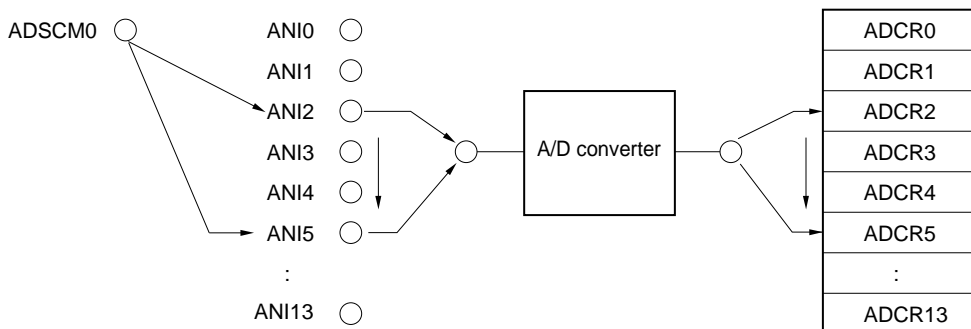 ADSCM0 ANI0 ADCR0
ANI1 ADCR1
ANI2 ADCR2
ANI3 A/D converter ADCR3
ANI4 ADCR4
ANI5 ADCR5
: :
ANI13 ADCR13